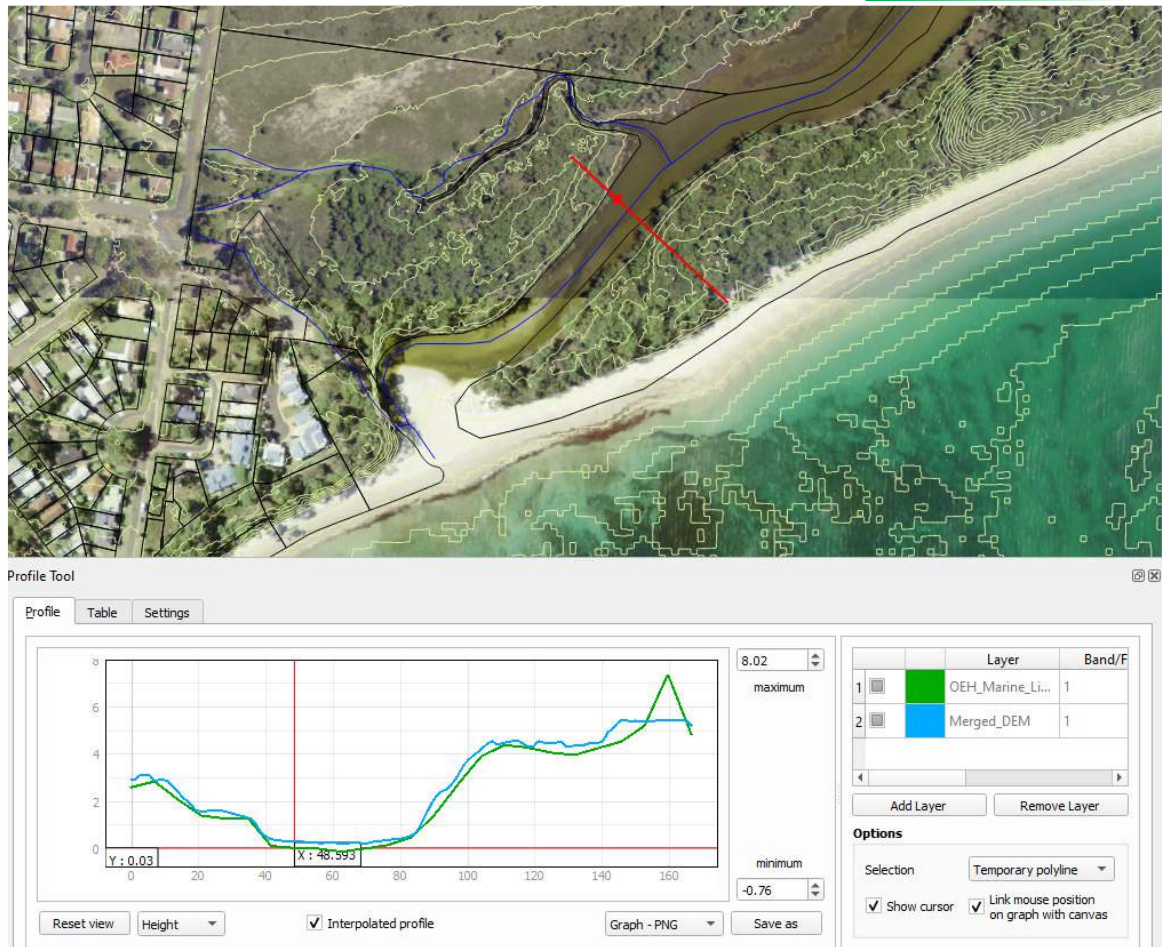 Profile Tool
Profile Table Settings
8
6
4
2
0
0 20 40 60 80 100 120 140 160
Y : 0.03
X : 48.593
8.02
maximum
minimum
-0.76
Layer Band/F
1 OEH_Marine_Li... 1
2 Merged_DEM 1
Add Layer Remove Layer
Options
Selection Temporary polyline
Show cursor Link mouse position
on graph with canvas
Reset view Height Interpolated profile Graph - PNG Save as